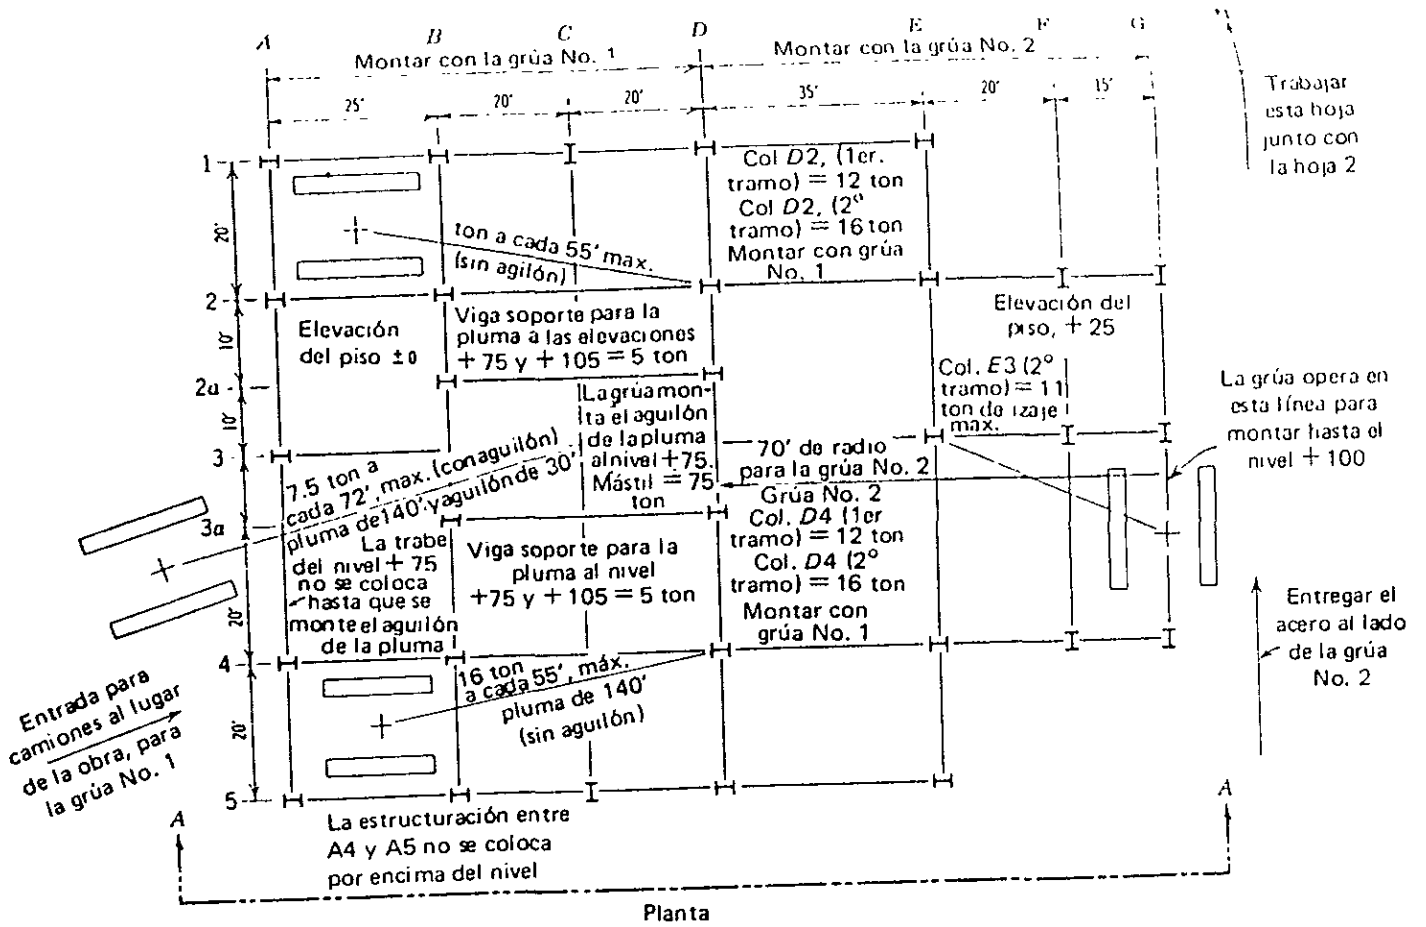 A B C D E F G
Montar con la grúa No. 1
Montar con la grúa No. 2
25' 20' 20' 35' 20' 15'
Trabajar
esta hoja
junto con
la hoja 2
1
20'
2
10'
2a
10'
3
3a
20'
4
20'
5
Col D2, (1er.
tramo) = 12 ton
Col D2, (2º
tramo) = 16 ton
Montar con grúa
No. 1
ton a cada 55' max.
(sin agilón)
Elevación
del piso ±0
Viga soporte para la
pluma a las elevaciones
+ 75 y + 105 = 5 ton
Elevación del
piso, + 25
Col. E3 (2º
tramo) = 11
ton de izaje
max.
La grúa opera en
esta línea para
montar hasta el
nivel + 100
La grúa mon-
ta el aguilón
de la pluma
al nivel +75.
Mástil = 75
ton
70' de radio
para la grúa No. 2
Grúa No. 2
Col. D4 (1er
tramo) = 12 ton
Col. D4 (2º
tramo) = 16 ton
Montar con
grúa No. 1
7.5 ton a
cada 72', max. (con aguilón)
pluma de 140' y aguilón de 30'
La trabe
del nivel + 75
no se coloca
hasta que se
monte el aguilón
de la pluma
Viga soporte para la
pluma al nivel
+75 y + 105 = 5 ton
16 ton
a cada 55', máx.
pluma de 140'
(sin aguilón)
Entregar el
acero al lado
de la grúa
No. 2
Entrada para
camiones al lugar
de la obra, para
la grúa No. 1
La estructuración entre
A4 y A5 no se coloca
por encima del nivel
A
A
Planta